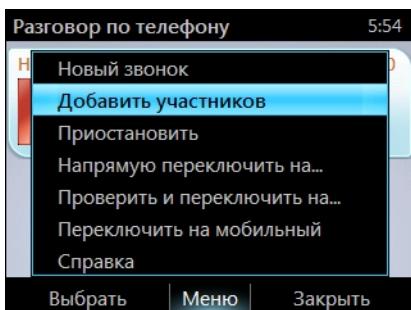 Разговор по телефону 5:54
Новый звонок
Добавить участников
Приостановить
Напрямую переключить на...
Проверить и переключить на...
Переключить на мобильный
Справка
Выбрать Меню Закрыть